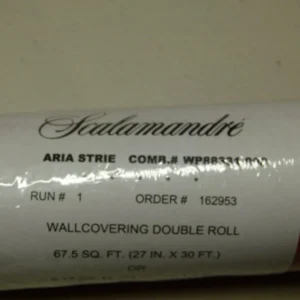 Scalamandré
ARIA STRIE COMB.#
RUN # 1 ORDER # 162953
WALLCOVERING DOUBLE ROLL
67.5 SQ. FT. (27 IN. X 30 FT.)
OR